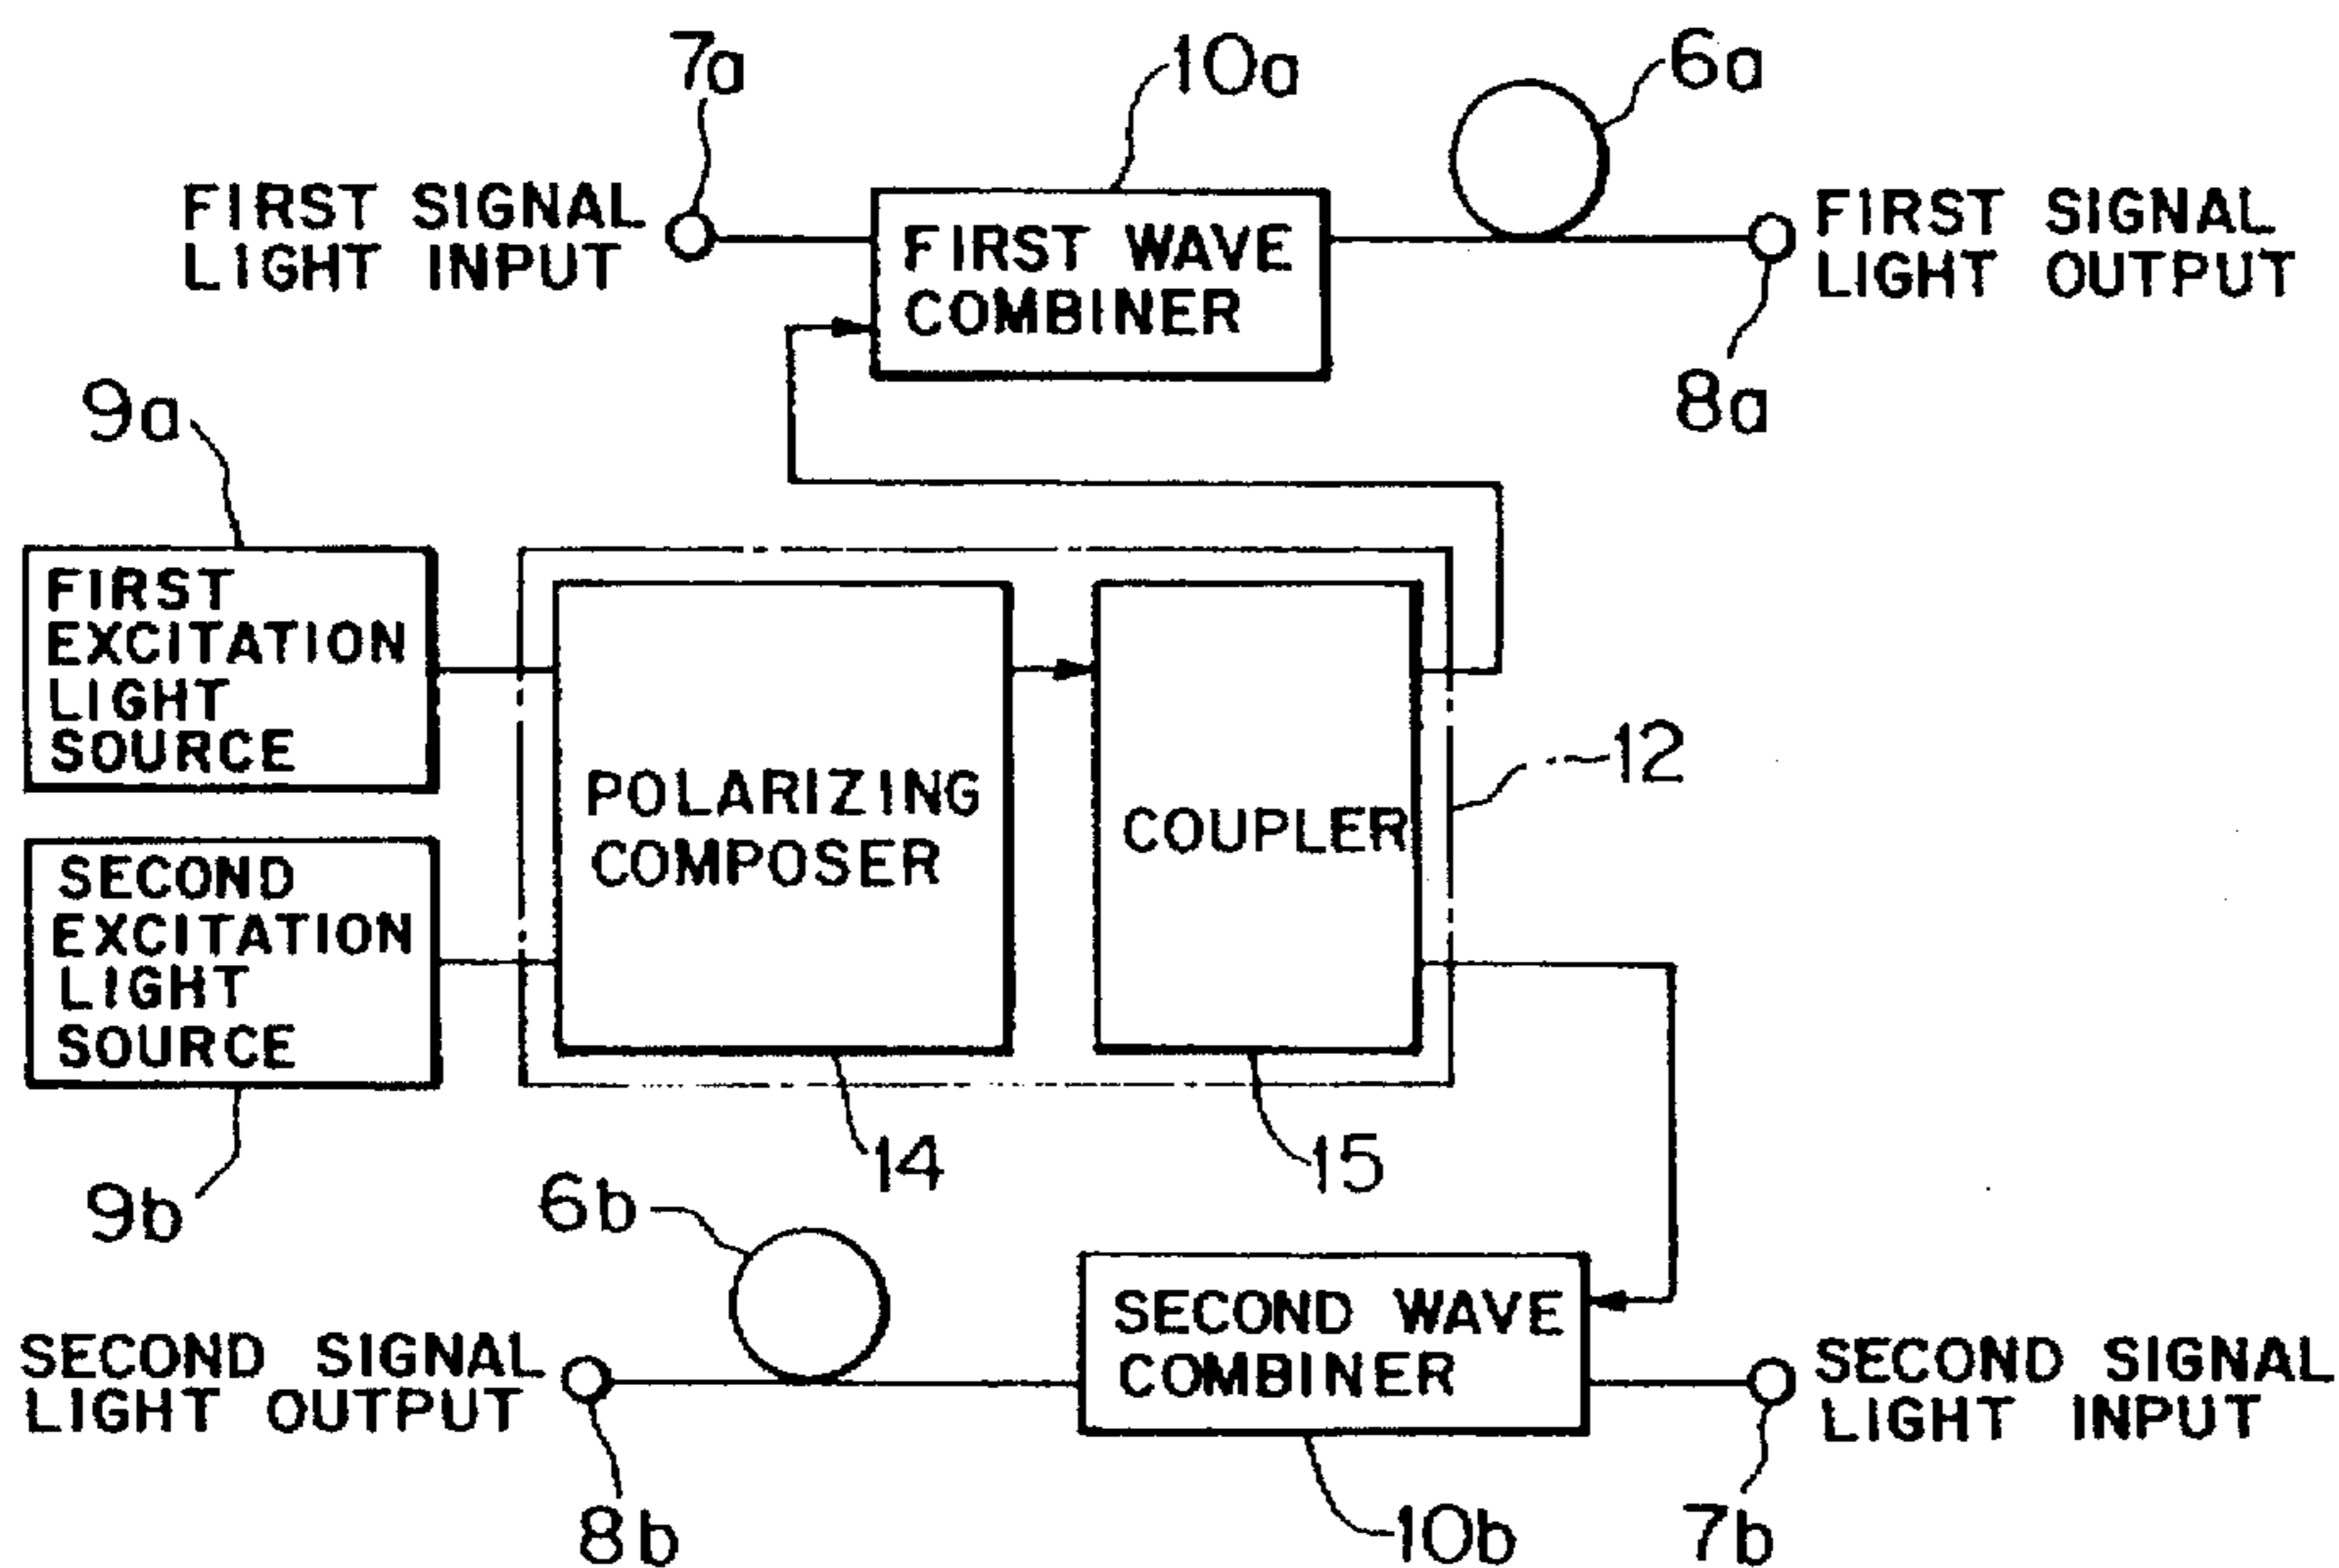 7a
10a
6a
FIRST SIGNAL
LIGHT INPUT
FIRST WAVE
COMBINER
FIRST SIGNAL
LIGHT OUTPUT
8a
9a
FIRST
EXCITATION
LIGHT
SOURCE
POLARIZING
COMPOSER
COUPLER
12
SECOND
EXCITATION
LIGHT
SOURCE
14
15
9b
6b
SECOND SIGNAL
LIGHT OUTPUT
SECOND WAVE
COMBINER
SECOND SIGNAL
LIGHT INPUT
8b
10b
7b